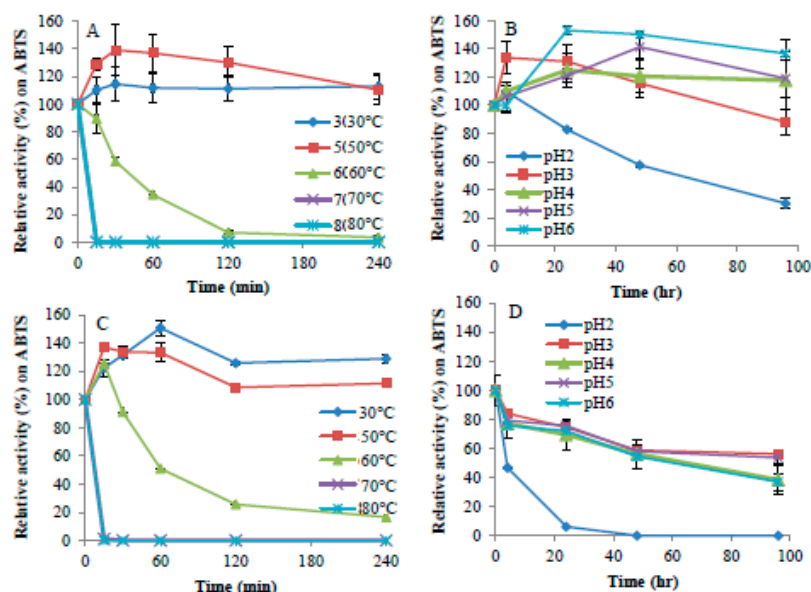 A
Relative activity (%) on ABTS
160
140
120
100
80
60
40
20
0
0 60 120 180 240
Time (min)
3(30°C
5(50°C
6(60°C
7(70°C
8(80°C
B
Relative activity (%) on ABTS
160
140
120
100
80
60
40
20
0
0 20 40 60 80 100
Time (hr)
pH2
pH3
pH4
pH5
pH6
C
Relative activity (%) on ABTS
160
140
120
100
80
60
40
20
0
0 60 120 180 240
Time (min)
30°C
50°C
60°C
70°C
80°C
D
Relative activity (%) on ABTS
160
140
120
100
80
60
40
20
0
0 20 40 60 80 100
Time (hr)
pH2
pH3
pH4
pH5
pH6